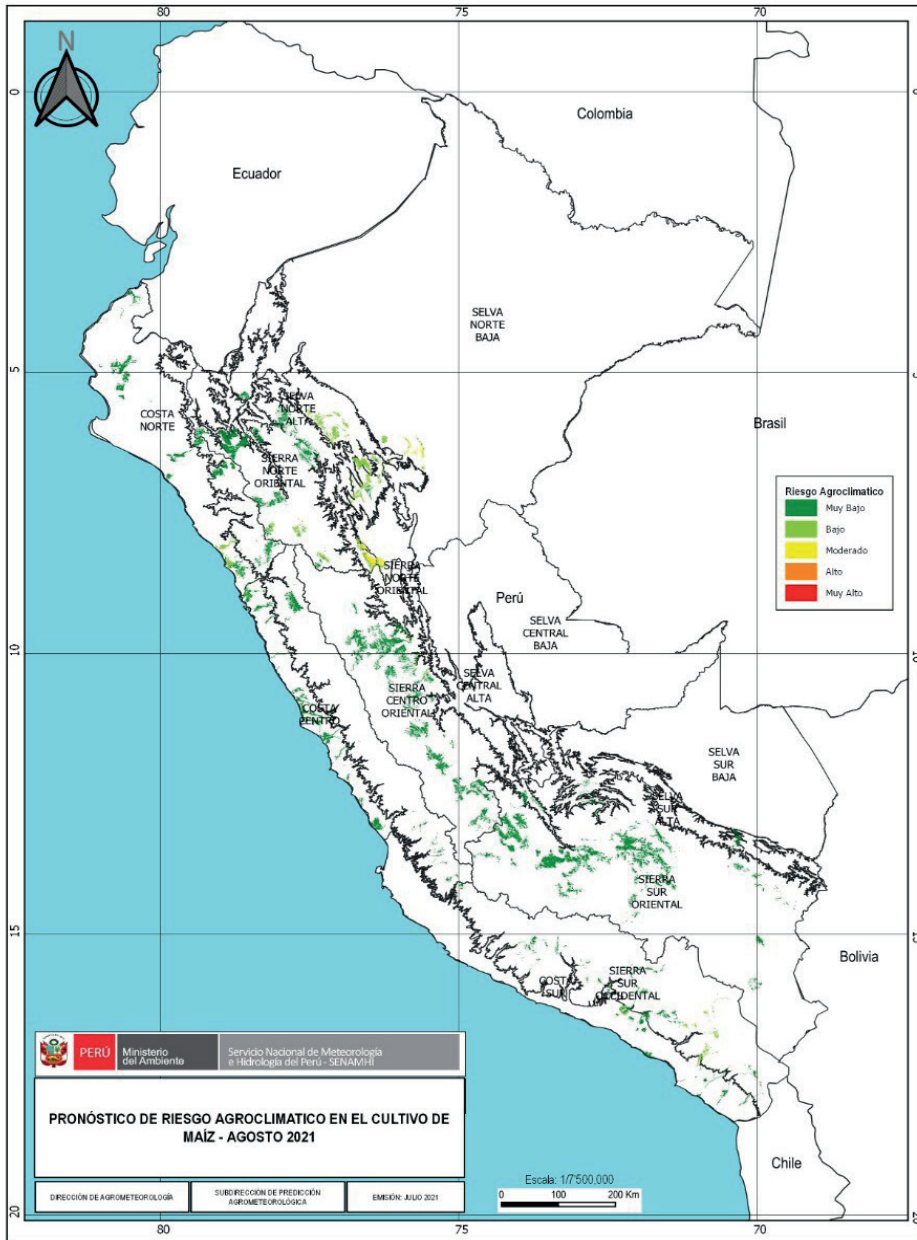 80 75 70
N
0
Colombia
Ecuador
SELVA
NORTE
BAJA
5
COSTA
NORTE
SELVA
NORTE
ALTA
SIERRA
NORTE
ORIENTAL
Brasil
Riesgo Agroclimatico
Muy Bajo
Bajo
Moderado
Alto
Muy Alto
SIERRA
NORTE
ORIENTAL
Perú
SELVA
CENTRAL
BAJA
10
SELVA
CENTRAL
ALTA
SIERRA
CENTRO
ORIENTAL
COSTA
CENTRO
SELVA
SUR
BAJA
SELVA
SUR
ALTA
SIERRA
SUR
ORIENTAL
15
Bolivia
COSTA
SUR
SIERRA
SUR
OCCIDENTAL
PERÚ
Ministerio
del Ambiente
Servicio Nacional de Meteorología
e Hidrología del Perú - SENAMHI
PRONÓSTICO DE RIESGO AGROCLIMATICO EN EL CULTIVO DE
MAÍZ - AGOSTO 2021
DIRECCIÓN DE AGROMETEOROLOGÍA
SUBDIRECCIÓN DE PREDICCIÓN
AGROMETEOROLÓGICA
EMISIÓN: JULIO 2021
Escala: 1/7'500,000
0 100 200 Km
Chile
20
80 75 70